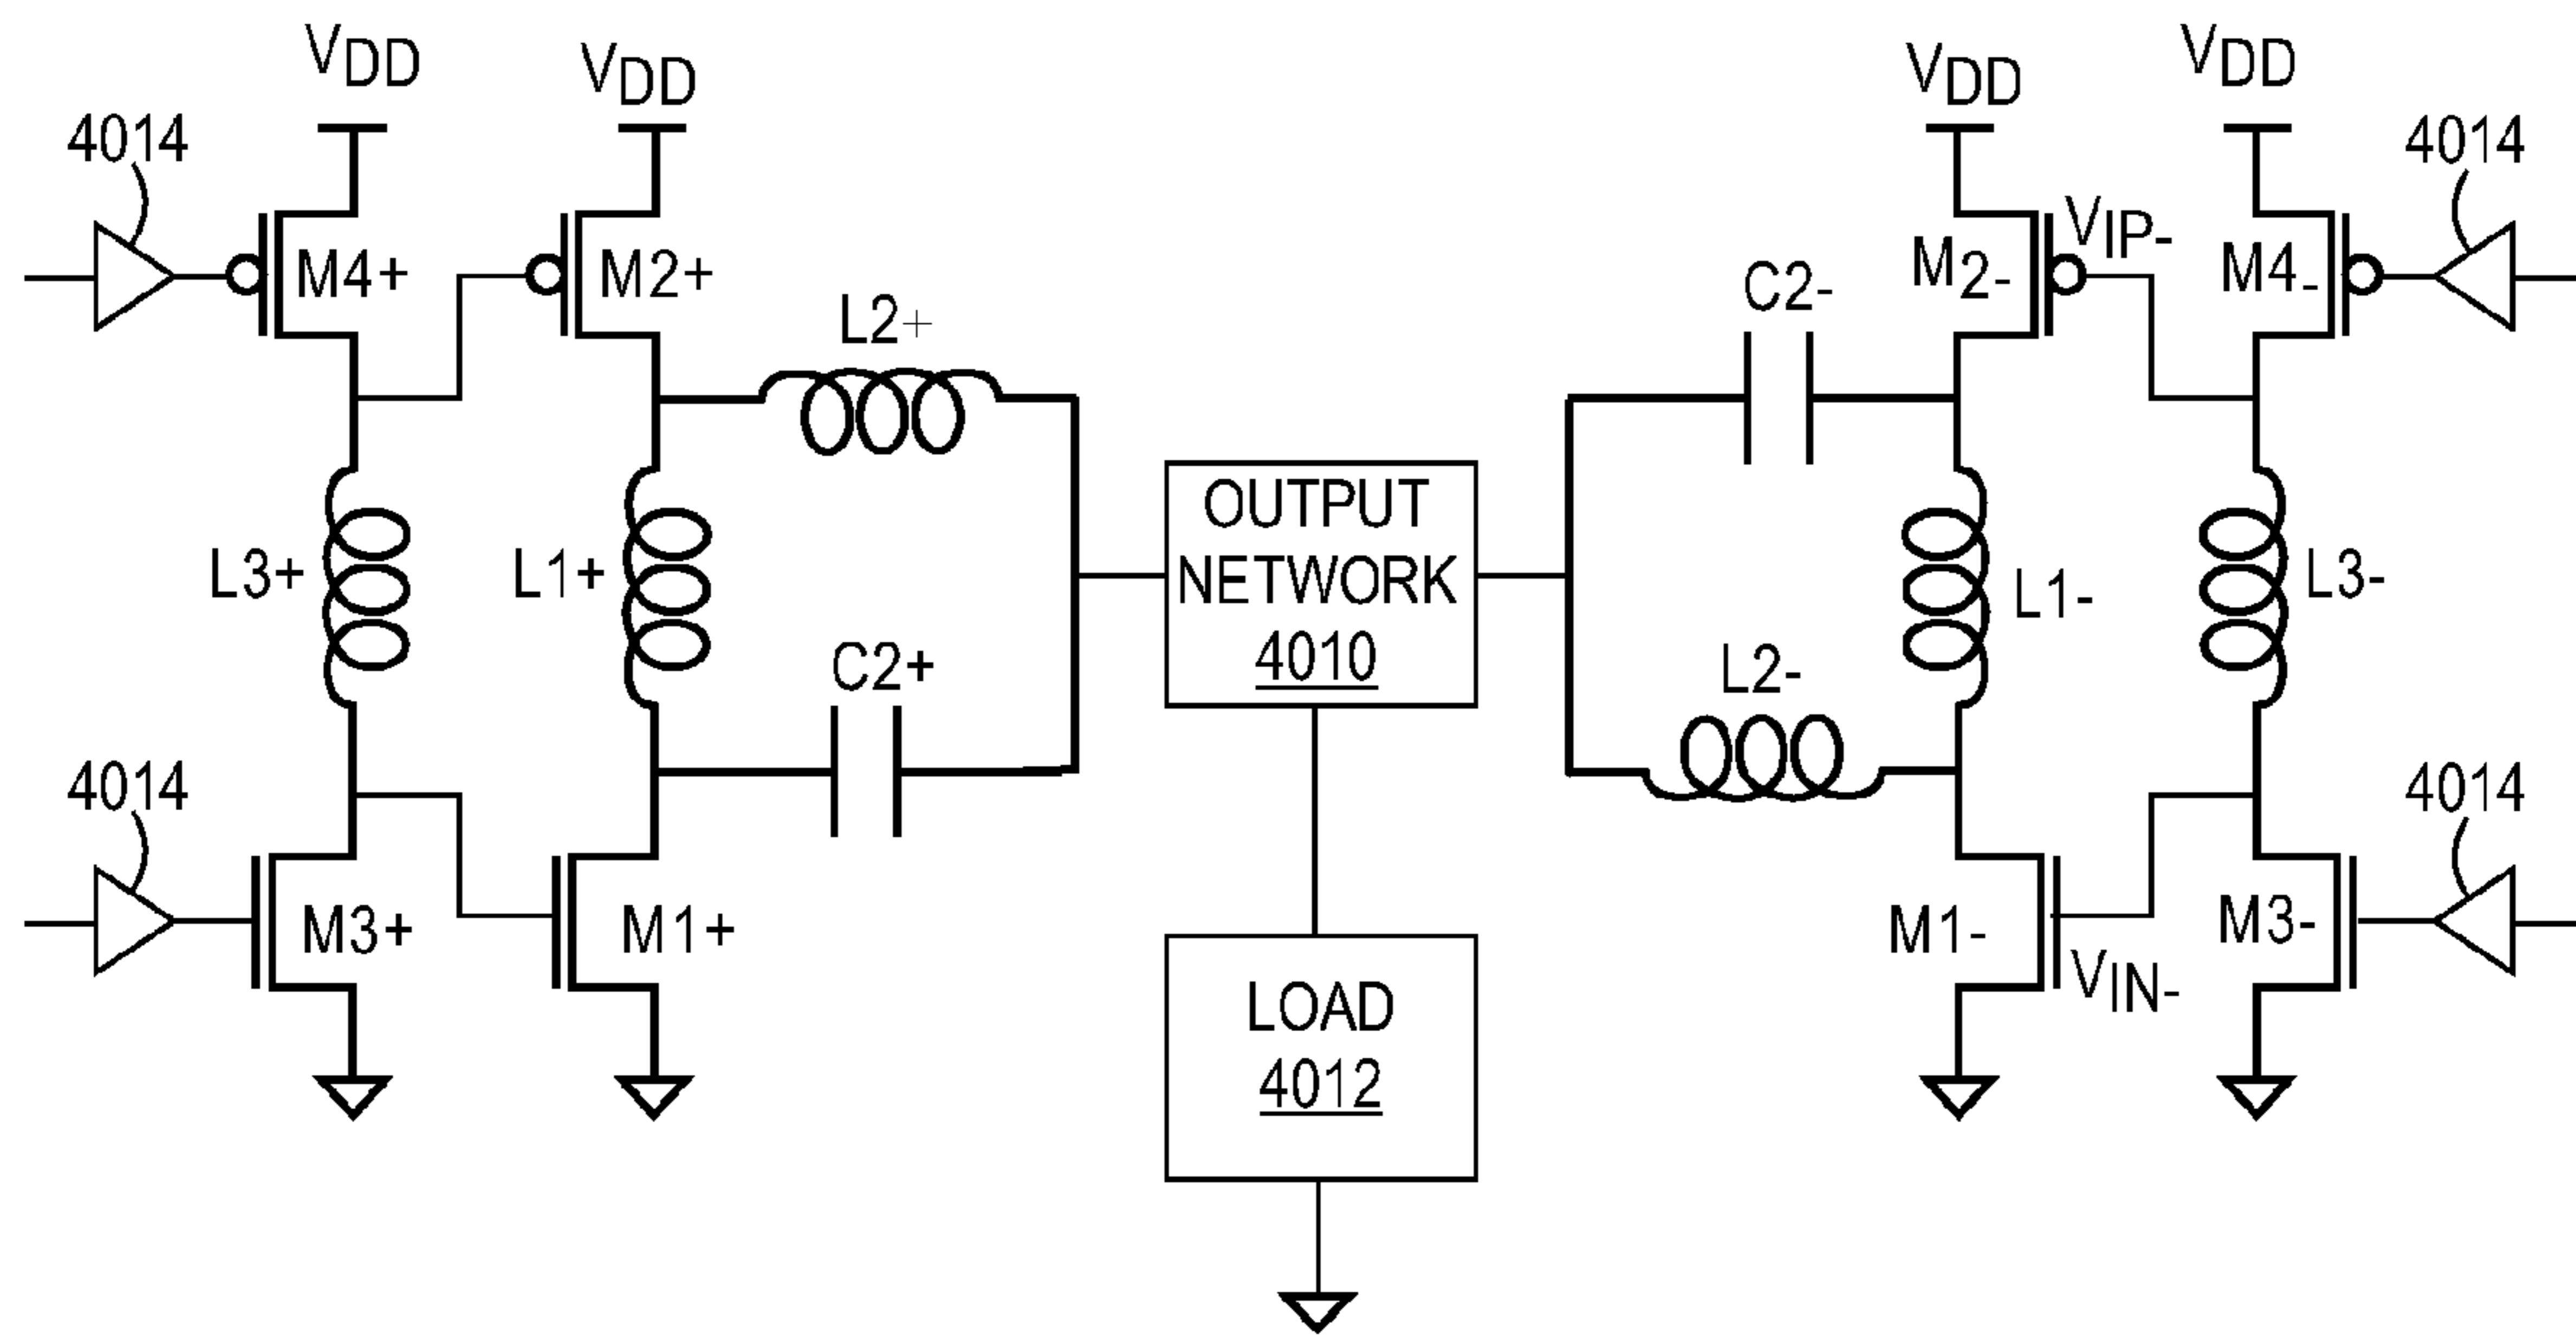 VDD
VDD
VDD
VDD
4014
4014
M4+
M2+
L2+
C2-
M2-
VIP-
M4-
L3+
L1+
OUTPUT
NETWORK
4010
L1-
L3-
C2+
L2-
4014
4014
M3+
M1+
LOAD
4012
M1-
VIN-
M3-